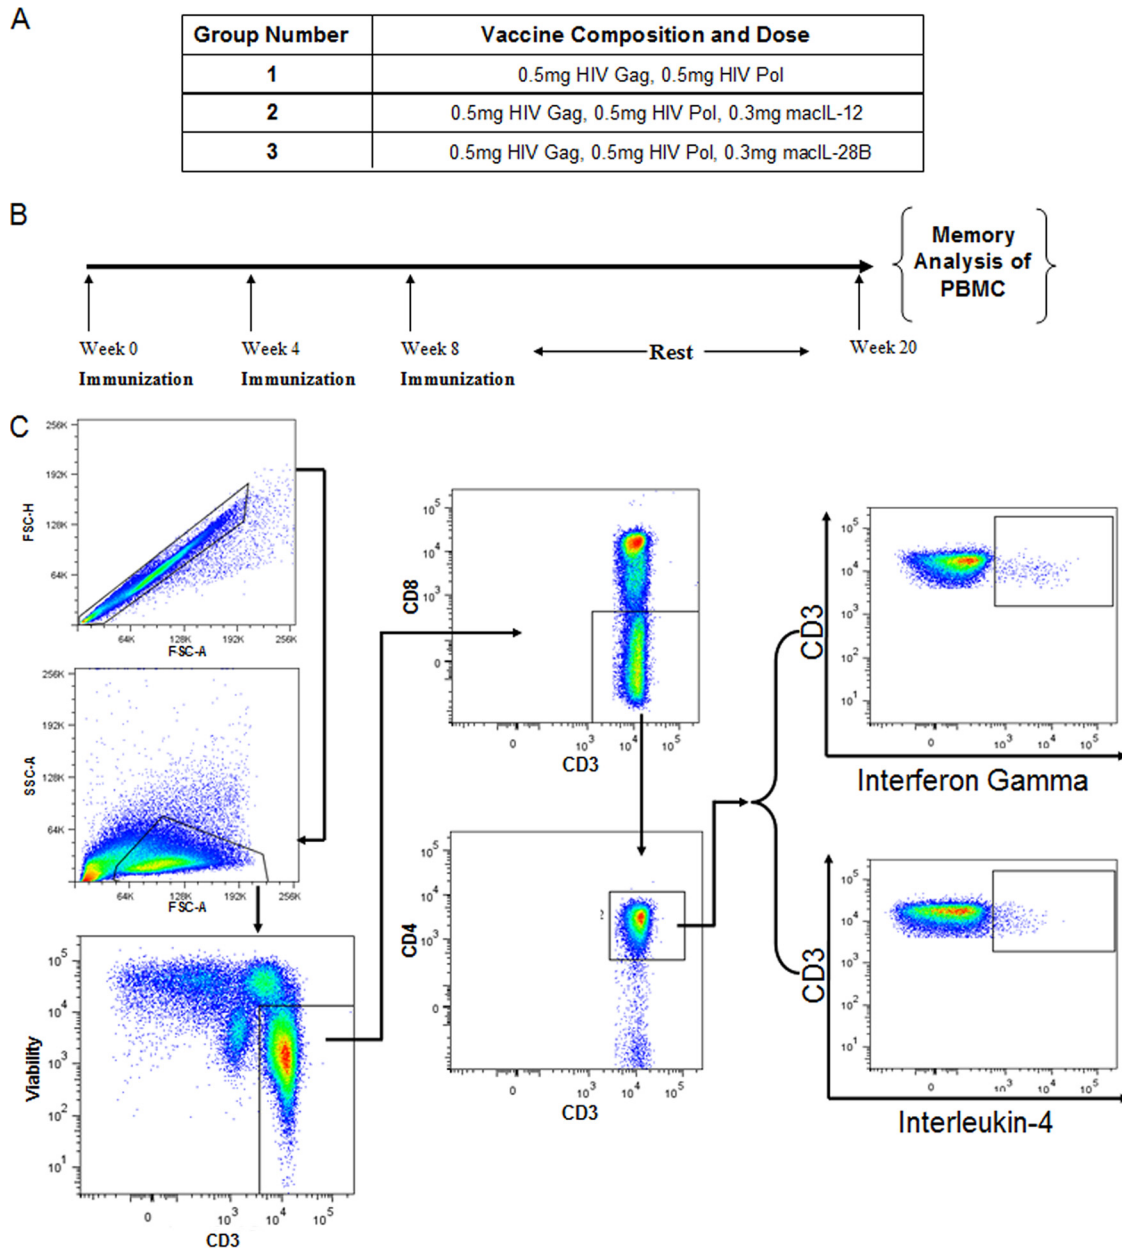 A
Group Number
Vaccine Composition and Dose
1
0.5mg HIV Gag, 0.5mg HIV Pol
2
0.5mg HIV Gag, 0.5mg HIV Pol, 0.3mg macIL-12
3
0.5mg HIV Gag, 0.5mg HIV Pol, 0.3mg macIL-28B
B
Memory
Analysis of
PBMC
Week 0
Immunization
Week 4
Immunization
Week 8
Immunization
Rest
Week 20
C
256K
192K
128K
64K
FSC-H
64K 128K 192K 256K
FSC-A
256K
192K
128K
64K
SSC-A
64K 128K 192K 256K
FSC-A
10^5
10^4
10^3
10^2
10^1
Viability
0 10^3 10^4 10^5
CD3
10^5
10^4
10^3
0
CD8
0 10^3 10^4 10^5
CD3
10^5
10^4
10^3
0
CD4
0 10^3 10^4 10^5
CD3
10^5
10^4
10^3
10^2
10^1
CD3
0 10^3 10^4 10^5
Interferon Gamma
10^5
10^4
10^3
10^2
10^1
CD3
0 10^3 10^4 10^5
Interleukin-4